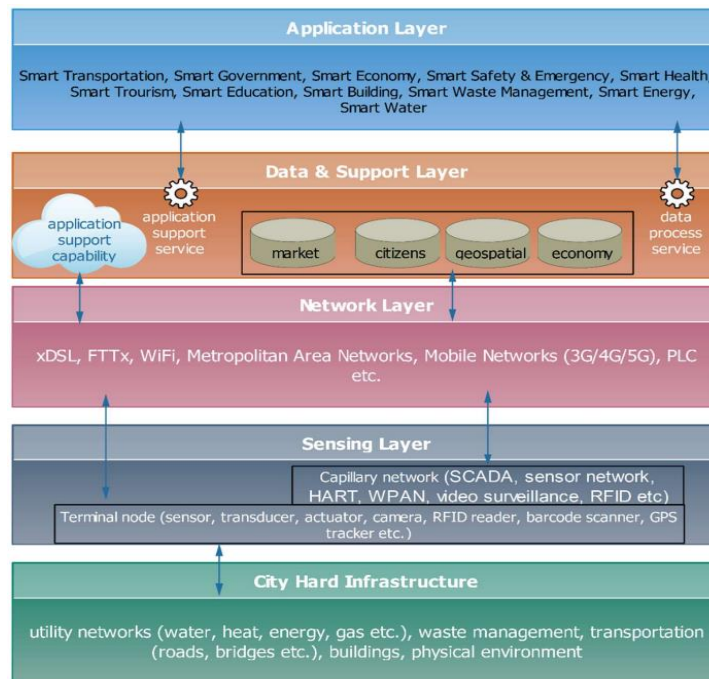 Application Layer
Smart Transportation, Smart Government, Smart Economy, Smart Safety & Emergency, Smart Health,
Smart Trourism, Smart Education, Smart Building, Smart Waste Management, Smart Energy,
Smart Water
Data & Support Layer
application
support
capability
application
support
service
market
citizens
geospatial
economy
data
process
service
Network Layer
xDSL, FTTx, WiFi, Metropolitan Area Networks, Mobile Networks (3G/4G/5G), PLC
etc.
Sensing Layer
Capillary network (SCADA, sensor network,
HART, WPAN, video surveillance, RFID etc)
Terminal node (sensor, transducer, actuator, camera, RFID reader, barcode scanner, GPS
tracker etc.)
City Hard Infrastructure
utility networks (water, heat, energy, gas etc.), waste management, transportation
(roads, bridges etc.), buildings, physical environment